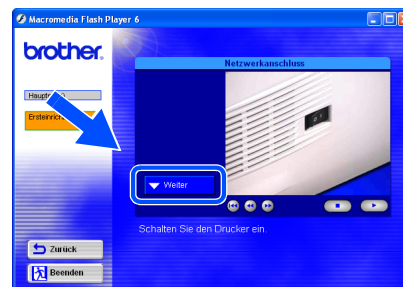 Macromedia Flash Player 6
brother.
Netzwerkanschluss
Weiter
Schalten Sie den Drucker ein.
Zurück
Beenden